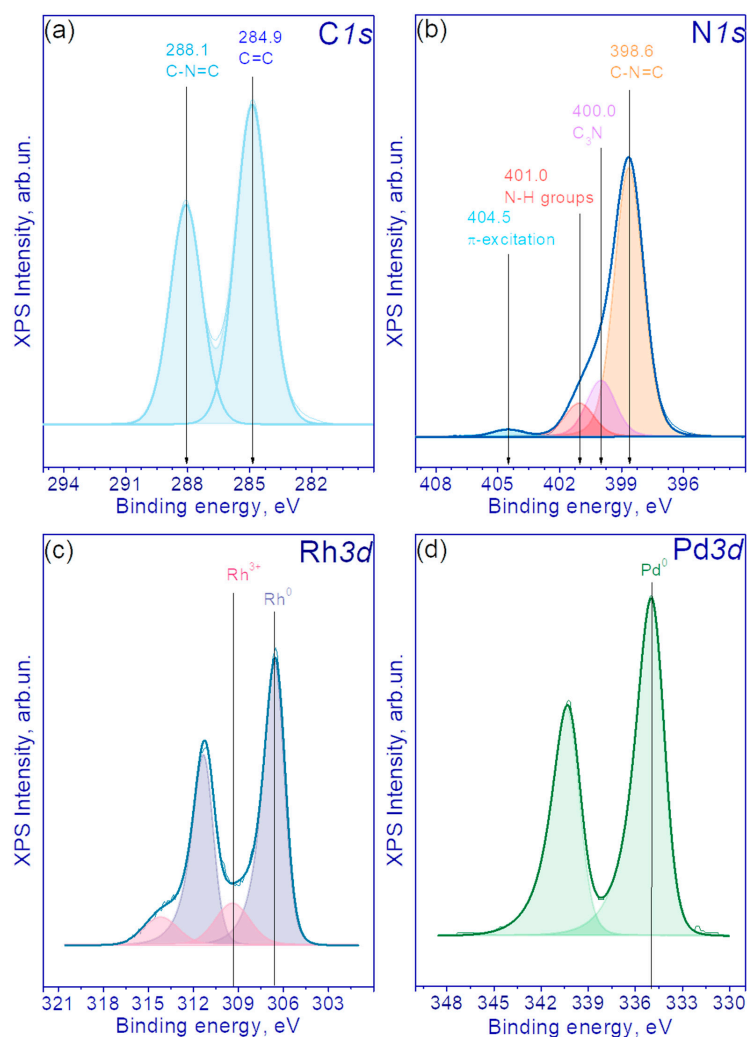 (a)
C1s
288.1
C-N=C
284.9
C=C
XPS Intensity, arb.un.
294 291 288 285 282
Binding energy, eV
(b)
N1s
398.6
C-N=C
400.0
C₃N
401.0
N-H groups
404.5
π-excitation
XPS Intensity, arb.un.
408 405 402 399 396
Binding energy, eV
(c)
Rh3d
Rh³⁺
Rh⁰
XPS Intensity, arb.un.
321 318 315 312 309 306 303
Binding energy, eV
(d)
Pd3d
Pd⁰
XPS Intensity, arb.un.
348 345 342 339 336 333 330
Binding energy, eV